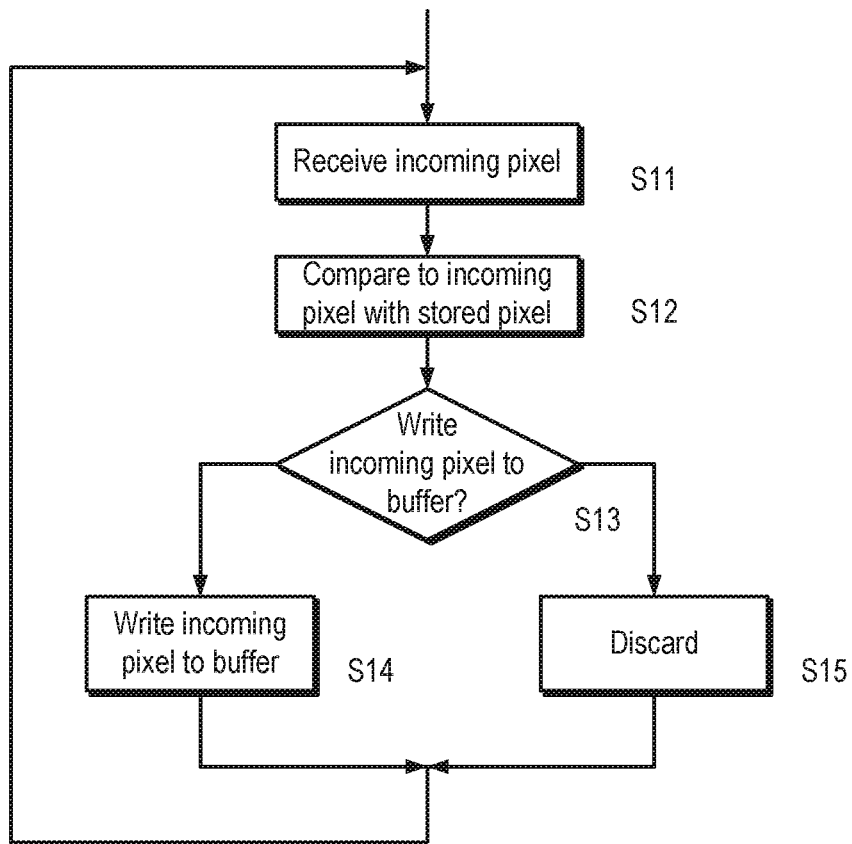 Receive incoming pixel
S11
Compare to incoming
pixel with stored pixel
S12
Write
incoming pixel to
buffer?
S13
Write incoming
pixel to buffer
S14
Discard
S15